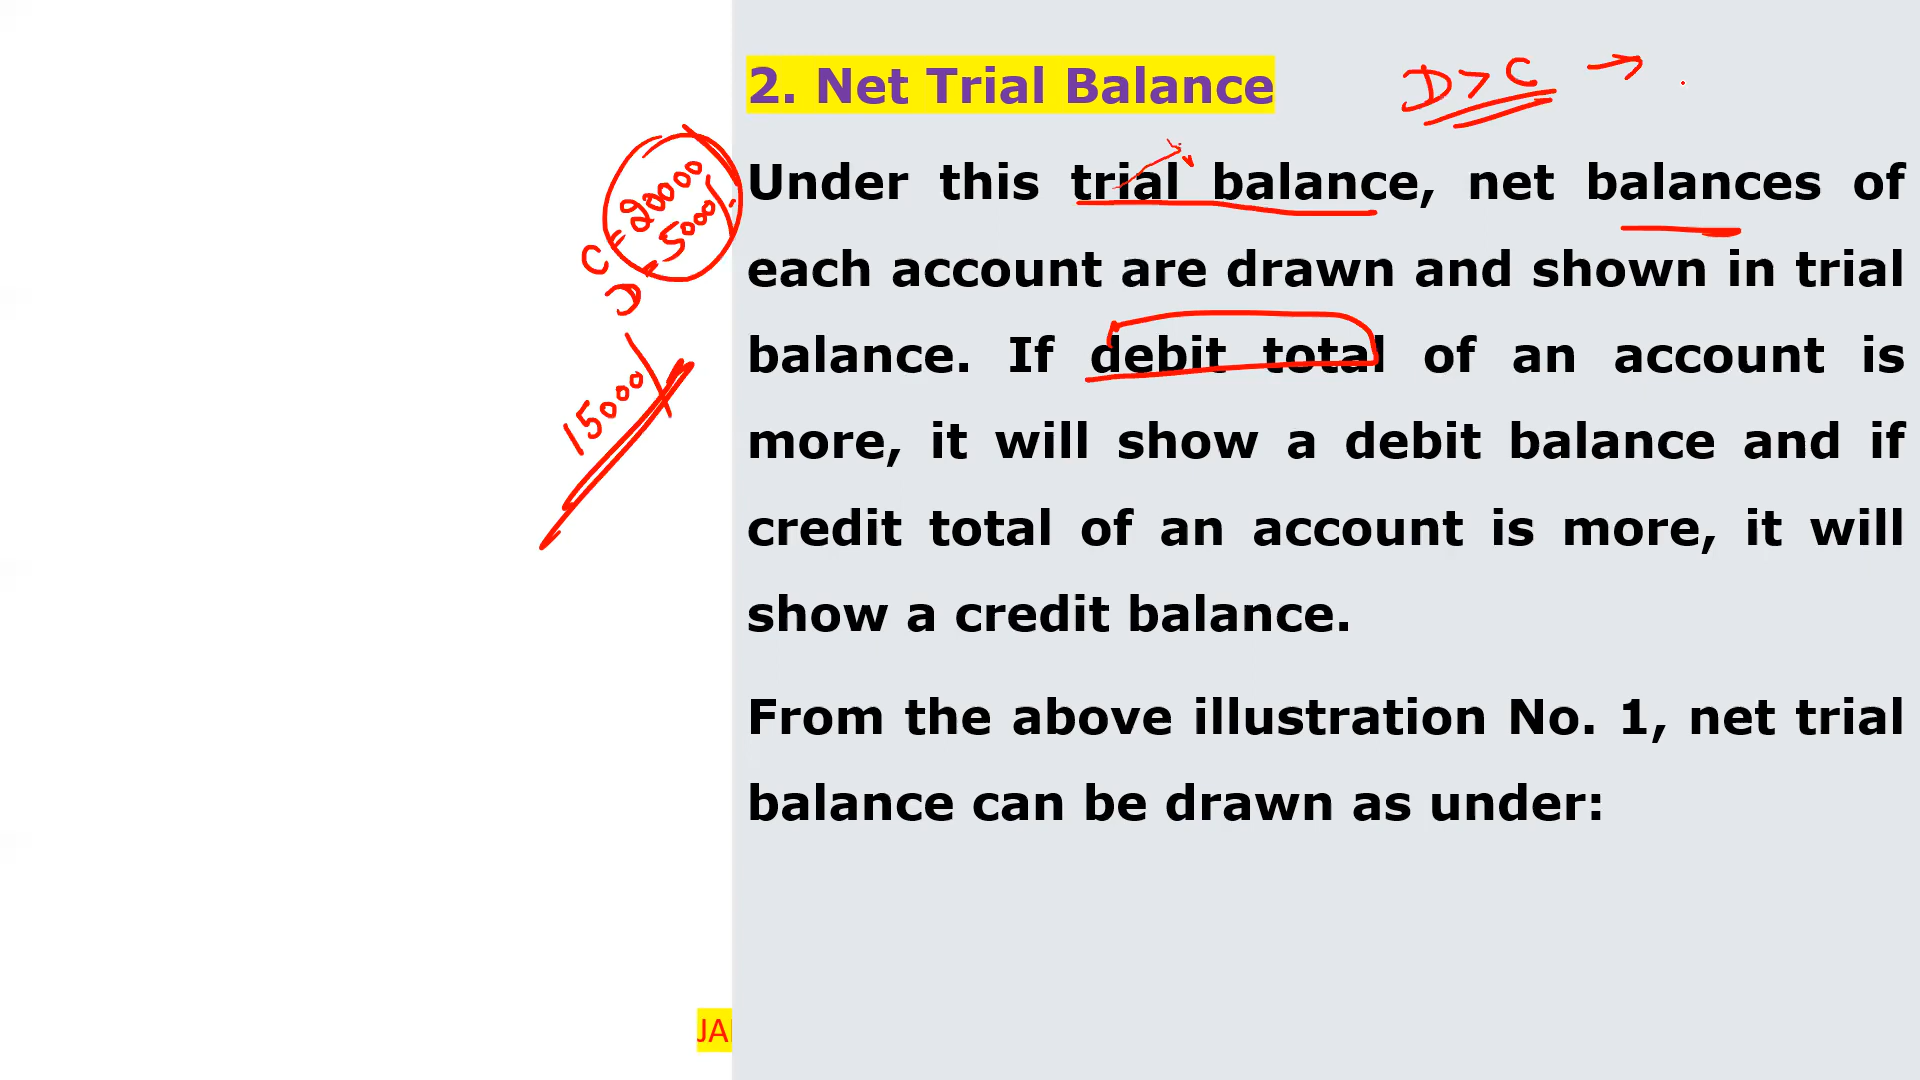 2. Net Trial Balance
D > C →
Under this trial balance, net balances of
each account are drawn and shown in trial
balance. If debit total of an account is
more, it will show a debit balance and if
credit total of an account is more, it will
show a credit balance.
From the above illustration No. 1, net trial
balance can be drawn as under:
C = 20000
D - 5000
15000
JA